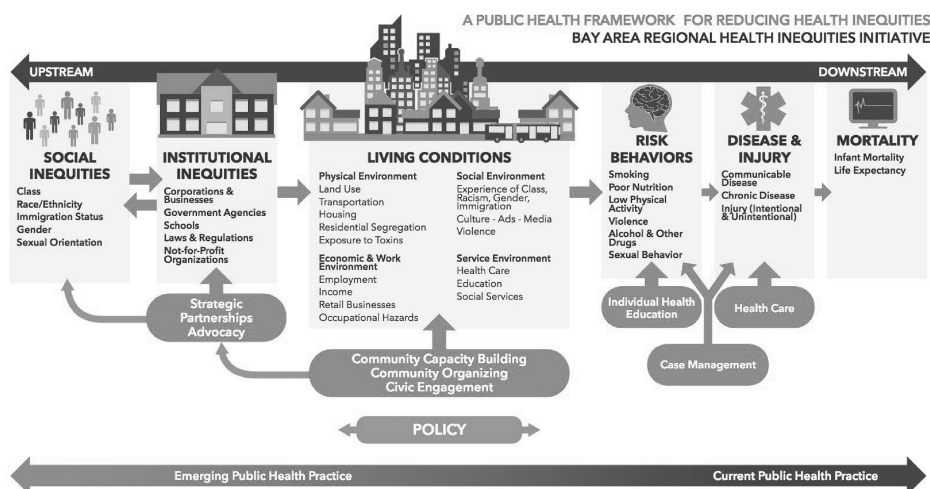 A PUBLIC HEALTH FRAMEWORK FOR REDUCING HEALTH INEQUITIES
BAY AREA REGIONAL HEALTH INEQUITIES INITIATIVE
UPSTREAM
DOWNSTREAM
SOCIAL
INEQUITIES
Class
Race/Ethnicity
Immigration Status
Gender
Sexual Orientation
INSTITUTIONAL
INEQUITIES
Corporations &
Businesses
Government Agencies
Schools
Laws & Regulations
Not-for-Profit
Organizations
LIVING CONDITIONS
Physical Environment
Land Use
Transportation
Housing
Residential Segregation
Exposure to Toxins
Economic & Work
Environment
Employment
Income
Retail Businesses
Occupational Hazards
Social Environment
Experience of Class,
Racism, Gender,
Immigration
Culture - Ads - Media
Violence
Service Environment
Health Care
Education
Social Services
RISK
BEHAVIORS
Smoking
Poor Nutrition
Low Physical
Activity
Violence
Alcohol & Other
Drugs
Sexual Behavior
DISEASE &
INJURY
Communicable
Disease
Chronic Disease
Injury (Intentional
& Unintentional)
MORTALITY
Infant Mortality
Life Expectancy
Strategic
Partnerships
Advocacy
Community Capacity Building
Community Organizing
Civic Engagement
Individual Health
Education
Health Care
Case Management
POLICY
Emerging Public Health Practice
Current Public Health Practice